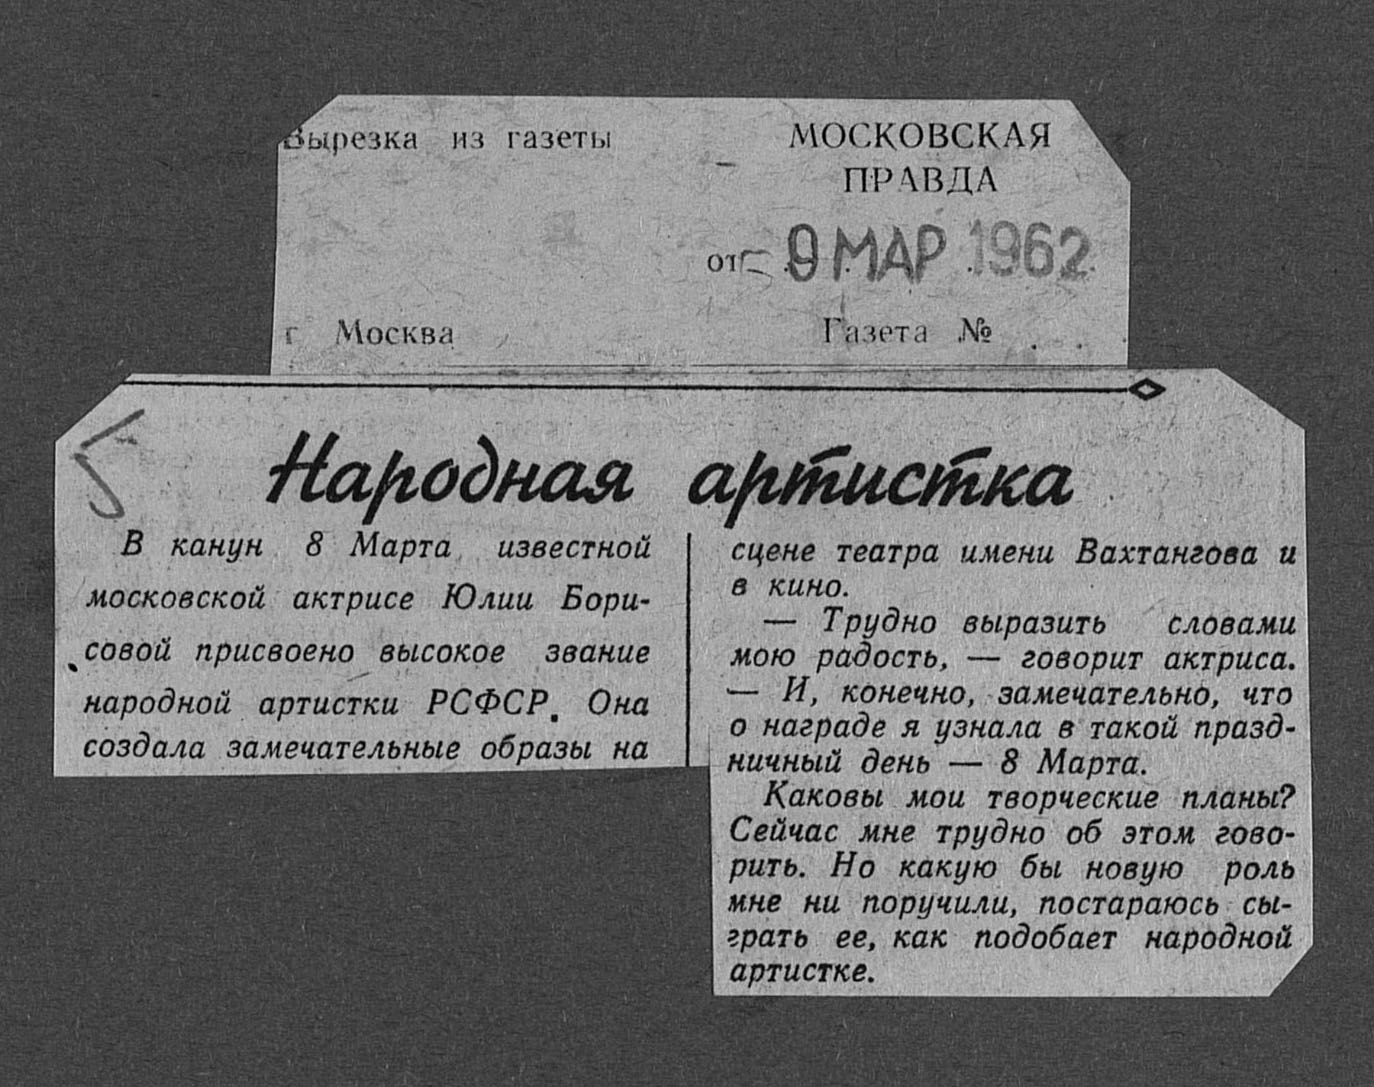 Вырезка из газеты
МОСКОВСКАЯ
ПРАВДА
от 9 МАР 1962
г Москва
Газета №
5
Народная артистка
В канун 8 Марта известной
московской актрисе Юлии Бори-
совой присвоено высокое звание
народной артистки РСФСР. Она
создала замечательные образы на
сцене театра имени Вахтангова и
в кино.
— Трудно выразить словами
мою радость, — говорит актриса.
— И, конечно, замечательно, что
о награде я узнала в такой празд-
ничный день — 8 Марта.
Каковы мои творческие планы?
Сейчас мне трудно об этом гово-
рить. Но какую бы новую роль
мне ни поручили, постараюсь сы-
грать ее, как подобает народной
артистке.